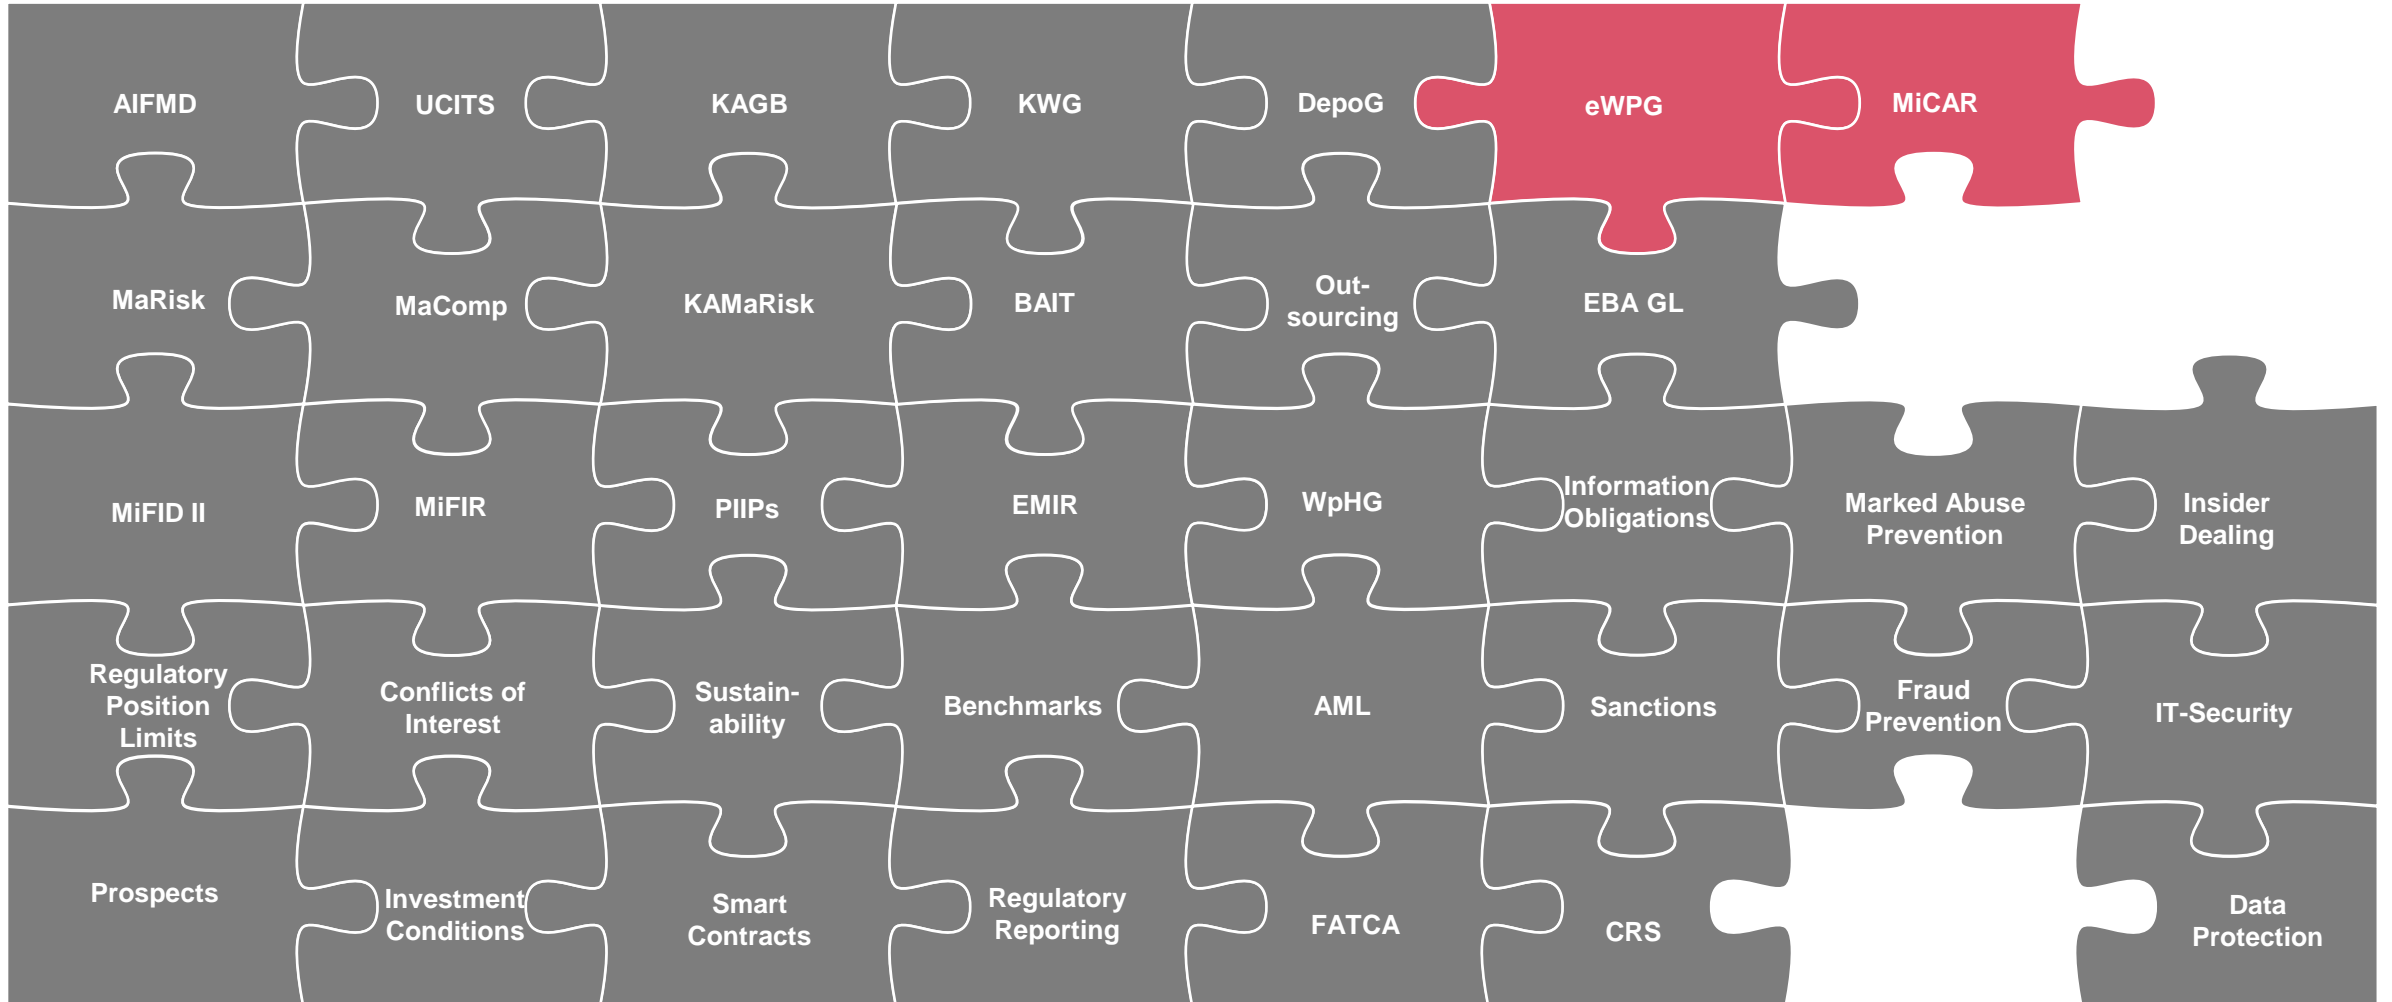 AIFMD
UCITS
KAGB
KWG
DepoG
eWPG
MiCAR
MaRisk
MaComp
KAMaRisk
BAIT
Out-
sourcing
EBA GL
MiFID II
MiFIR
PIIPs
EMIR
WpHG
Information
Obligations
Marked Abuse
Prevention
Insider
Dealing
Regulatory
Position
Limits
Conflicts of
Interest
Sustain-
ability
Benchmarks
AML
Sanctions
Fraud
Prevention
IT-Security
Prospects
Investment
Conditions
Smart
Contracts
Regulatory
Reporting
FATCA
CRS
Data
Protection